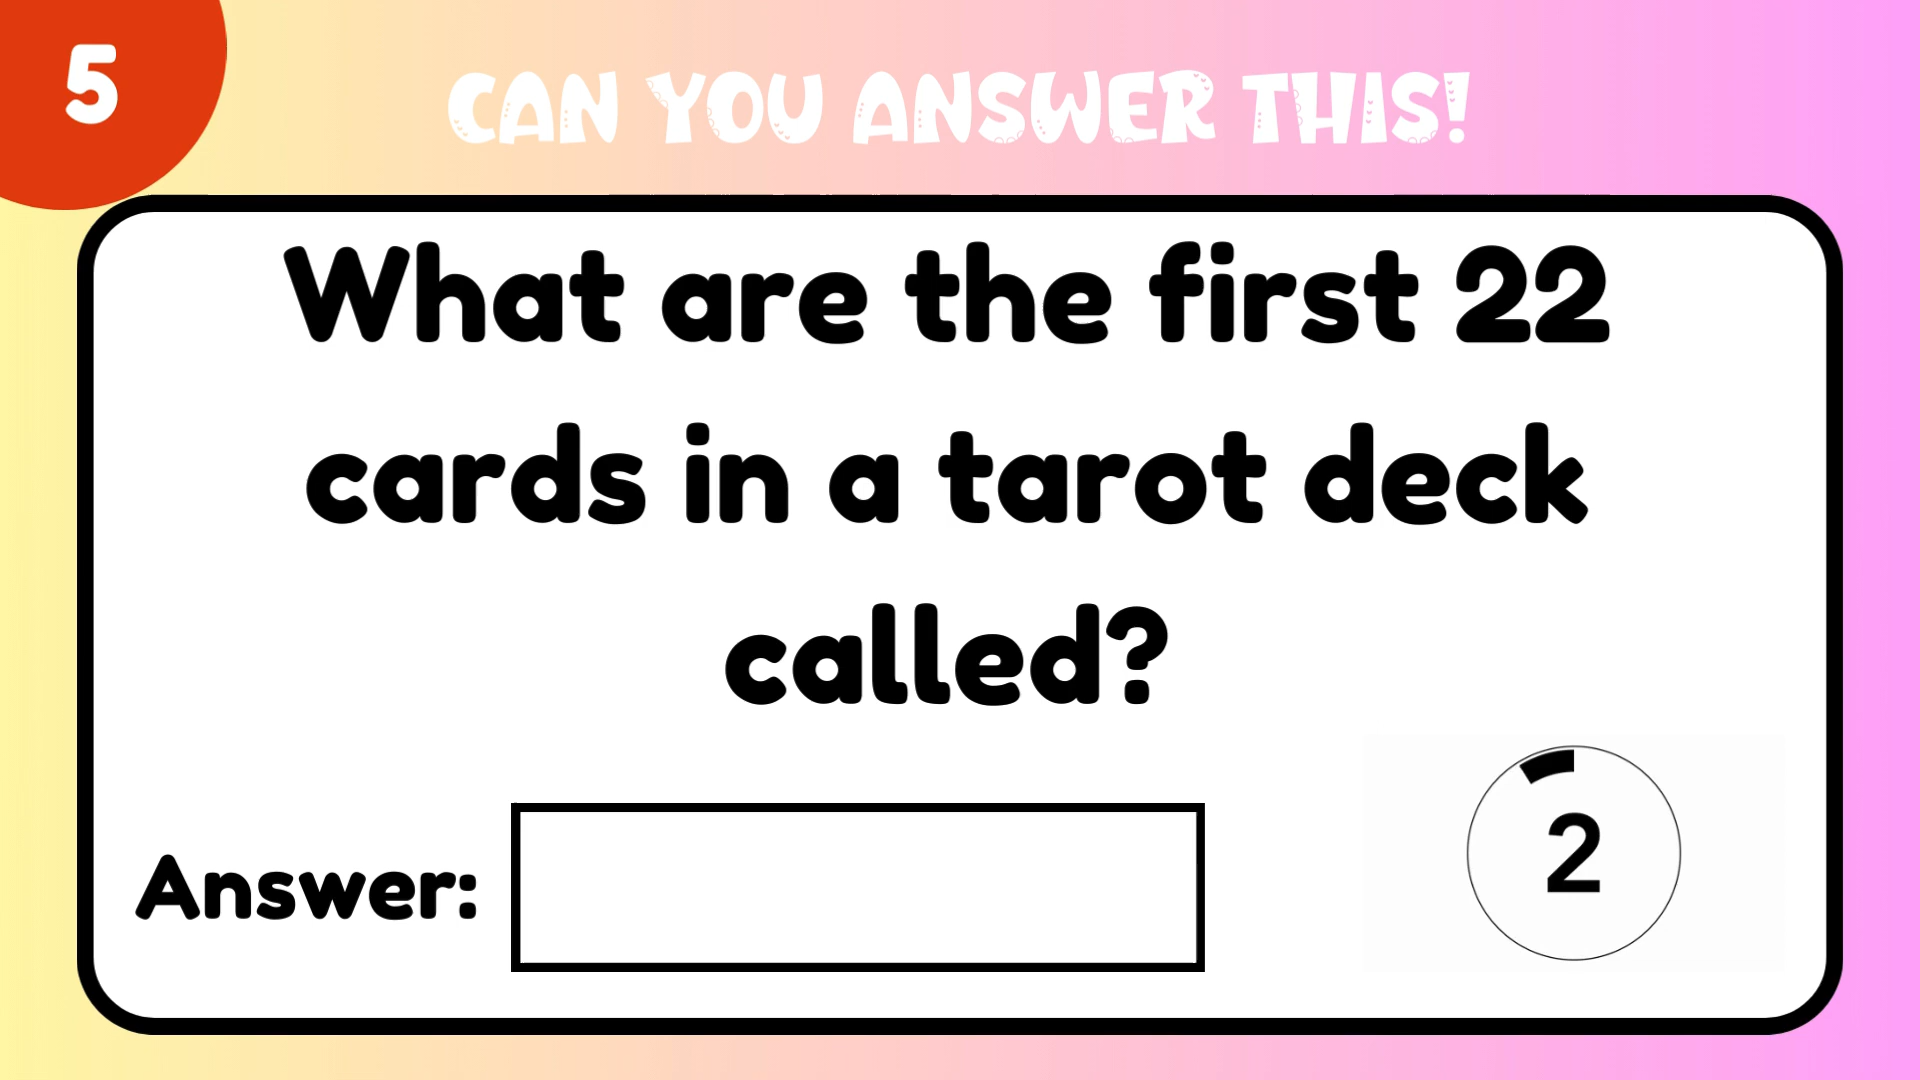 5
CAN YOU ANSWER THIS!
What are the first 22
cards in a tarot deck
called?
Answer:
2